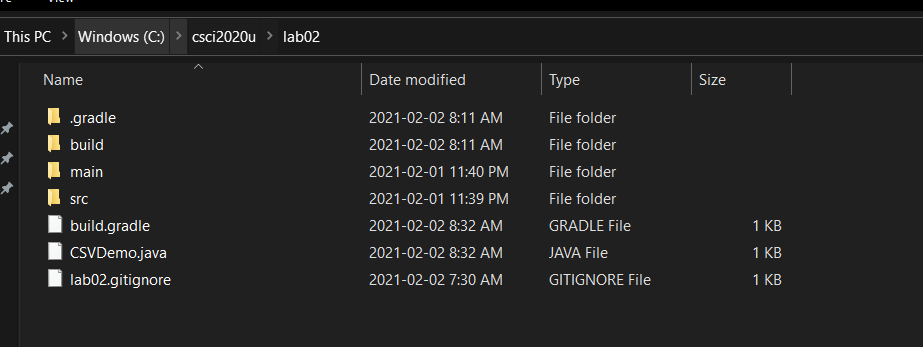 View
This PC > Windows (C:) > csci2020u > lab02
Name Date modified Type Size
.gradle 2021-02-02 8:11 AM File folder
build 2021-02-02 8:11 AM File folder
main 2021-02-01 11:40 PM File folder
src 2021-02-01 11:39 PM File folder
build.gradle 2021-02-02 8:32 AM GRADLE File 1 KB
CSVDemo.java 2021-02-02 8:32 AM JAVA File 1 KB
lab02.gitignore 2021-02-02 7:30 AM GITIGNORE File 1 KB